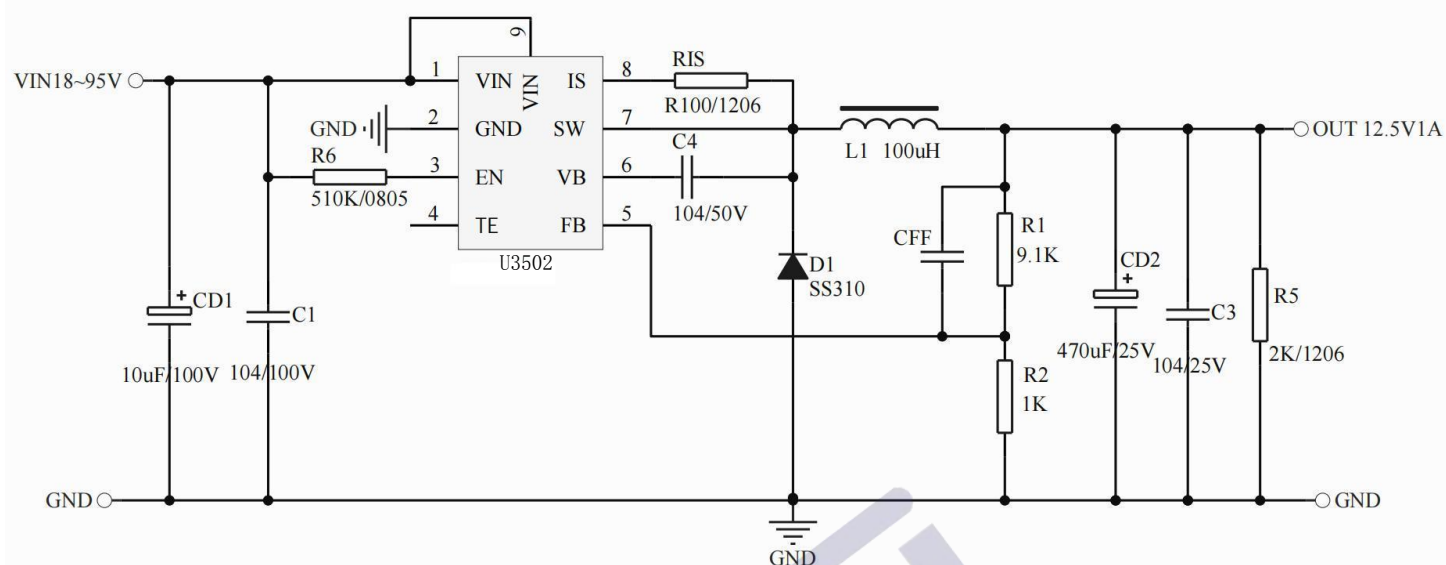 9
VIN18~95V
1
VIN
VIN
IS
8
RIS
R100/1206
GND
2
GND
SW
7
L1 100uH
OUT 12.5V1A
R6
510K/0805
3
EN
VB
6
C4
104/50V
4
TE
FB
5
U3502
CFF
R1
9.1K
D1
SS310
+
CD1
10uF/100V
C1
104/100V
R2
1K
CD2
+
470uF/25V
C3
104/25V
R5
2K/1206
GND
GND
GND